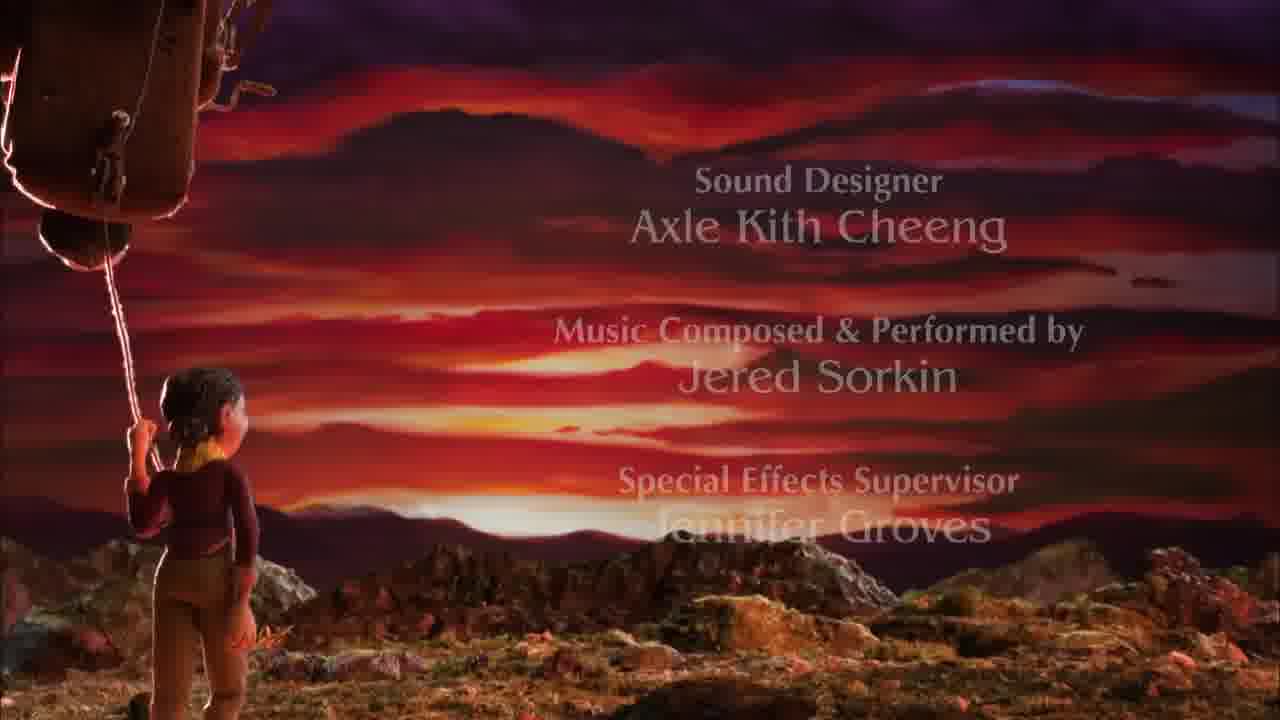 Sound Designer
Axle Kith Cheeng
Music Composed & Performed by
Jered Sorkin
Special Effects Supervisor
Jennifer Groves